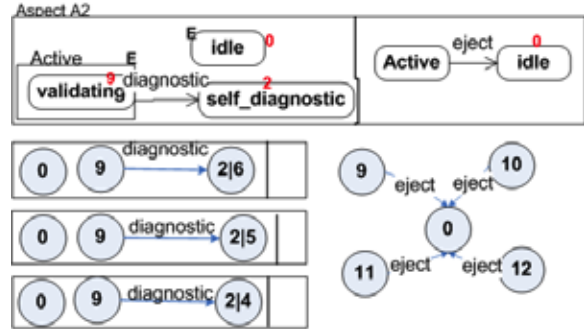 Aspect A2
E
idle
0
Active
E
9
validating
9
diagnostic
2
self_diagnostic
Active
eject
0
idle
0
9
diagnostic
2|6
0
9
diagnostic
2|5
0
9
diagnostic
2|4
9
10
eject
eject
0
11
eject
eject
12